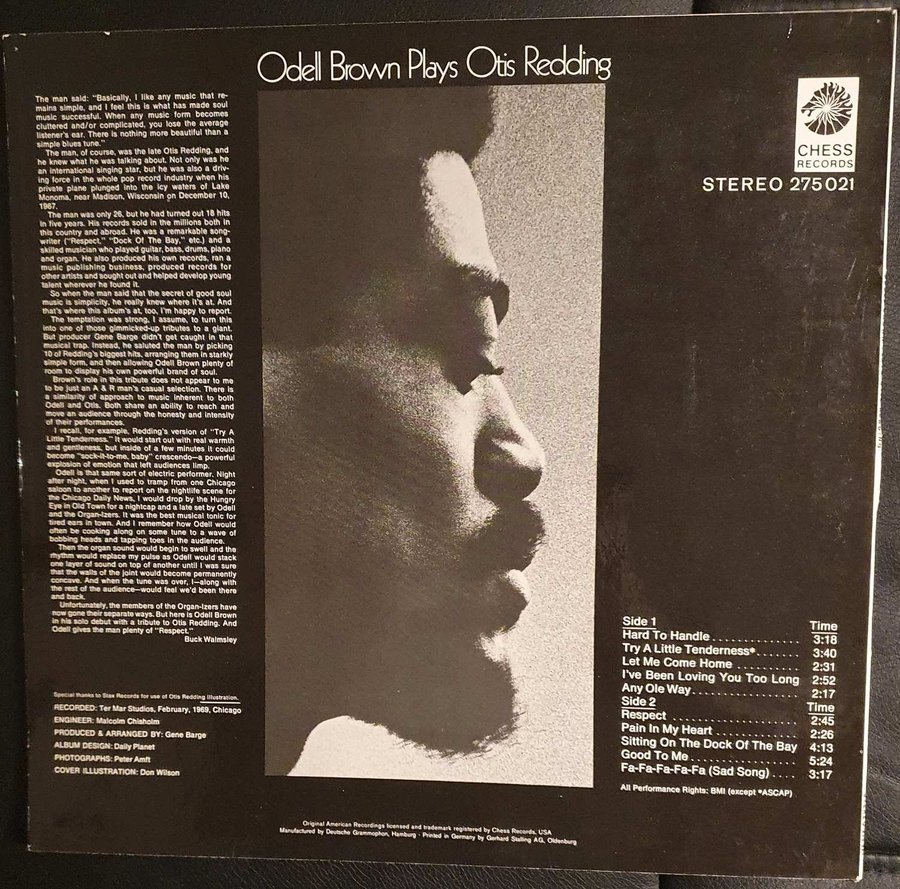 Odell Brown Plays Otis Redding
The man said: "Basically, I like any music that re-
mains simple, and I feel this is what has made soul
music successful. When any music form becomes
cluttered and/or complicated, you lose the average
listener's ear. There is nothing more beautiful than a
simple blues tune."
The man, of course, was the late Otis Redding, and
he knew what he was talking about. Not only was he
an international singing star, but he was also a driv-
ing force in the whole pop record industry when his
private plane plunged into the icy waters of Lake
Monoma, near Madison, Wisconsin on December 10,
1967.
The man was only 26, but he had turned out 18 hits
in five years. His records sold in the millions both in
this country and abroad. He was a remarkable song-
writer ("Respect," "Dock Of The Bay," etc.) and a
skilled musician who played guitar, bass, drums, piano
and organ. He also produced his own records, ran a
music publishing business, produced records for
other artists and sought out and helped develop young
talent wherever he found it.
So when the man said that the secret of good soul
music is simplicity, he really knew where it's at. And
that's where this album's at, too, I'm happy to report.
The temptation was strong, I assume, to turn this
into one of those gimmicked-up tributes to a giant.
But producer Gene Barge didn't get caught in that
musical trap. Instead, he saluted the man by picking
10 of Redding's biggest hits, arranging them in starkly
simple form, and then allowing Odell Brown plenty of
room to display his own powerful brand of soul.
Brown's role in this tribute does not appear to me
to be just an A & R man's casual selection. There is
a similarity of approach to music inherent to both
Odell and Otis. Both share an ability to reach and
move an audience through the honesty and intensity
of their performances.
I recall, for example, Redding's version of "Try A
Little Tenderness." It would start out with real warmth
and gentleness, but inside of a few minutes it could
become "sock-it-to-me, baby" crescendo—a powerful
explosion of emotion that left audiences limp.
Odell is that same sort of electric performer. Night
after night, when I used to tramp from one Chicago
saloon to another to report on the nightlife scene for
the Chicago Daily News, I would drop by the Hungry
Eye in Old Town for a nightcap and a late set by Odell
and the Organ-izers. It was the best musical tonic for
tired ears in town. And I remember how Odell would
often be cooking along on some tune to a wave of
bobbing heads and tapping toes in the audience.
Then the organ sound would begin to swell and the
rhythm would replace my pulse as Odell would stack
one layer of sound on top of another until I was sure
that the walls of the joint would become permanently
concave. And when the tune was over, I—along with
the rest of the audience—would feel we'd been there
and back.
Unfortunately, the members of the Organ-izers have
now gone their separate ways. But here is Odell Brown
in his solo debut with a tribute to Otis Redding. And
Odell gives the man plenty of "Respect."
Buck Walmsley
Special thanks to Stax Records for use of Otis Redding Illustration.
RECORDED: Ter Mar Studios, February, 1969, Chicago
ENGINEER: Malcolm Chisholm
PRODUCED & ARRANGED BY: Gene Barge
ALBUM DESIGN: Daily Planet
PHOTOGRAPHS: Peter Amft
COVER ILLUSTRATION: Don Wilson
CHESS
RECORDS
STEREO 275021
Side 1 Time
Hard To Handle . . . . . . . . . . . . 3:18
Try A Little Tenderness* . . . . . . . 3:40
Let Me Come Home . . . . . . . . . . 2:31
I've Been Loving You Too Long 2:52
Any Ole Way . . . . . . . . . . . . . . . 2:17
Side 2 Time
Respect . . . . . . . . . . . . . . . . . . 2:45
Pain In My Heart . . . . . . . . . . . . 2:26
Sitting On The Dock Of The Bay 4:13
Good To Me . . . . . . . . . . . . . . . 5:24
Fa-Fa-Fa-Fa-Fa (Sad Song) . . . . 3:17
All Performance Rights: BMI (except *ASCAP)
Original American Recordings licensed and trademark registered by Chess Records, USA
Manufactured by Deutsche Grammophon, Hamburg · Printed in Germany by Gerhard Stalling AG, Oldenburg